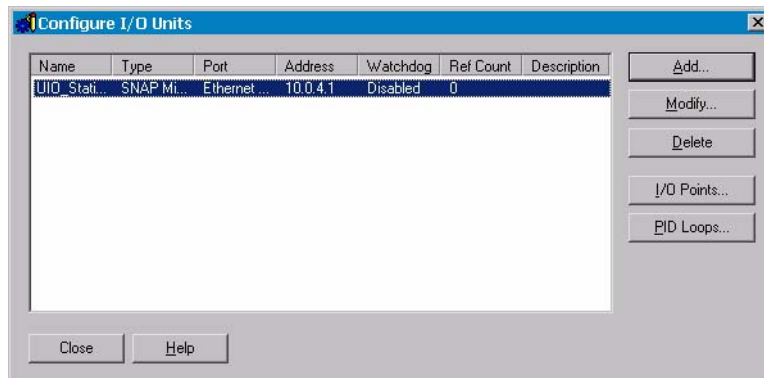 Configure I/O Units
Name Type Port Address Watchdog Ref Count Description
UIO_Stati... SNAP Mi... Ethernet ... 10.0.4.1 Disabled 0
Add...
Modify...
Delete
I/O Points...
PID Loops...
Close Help